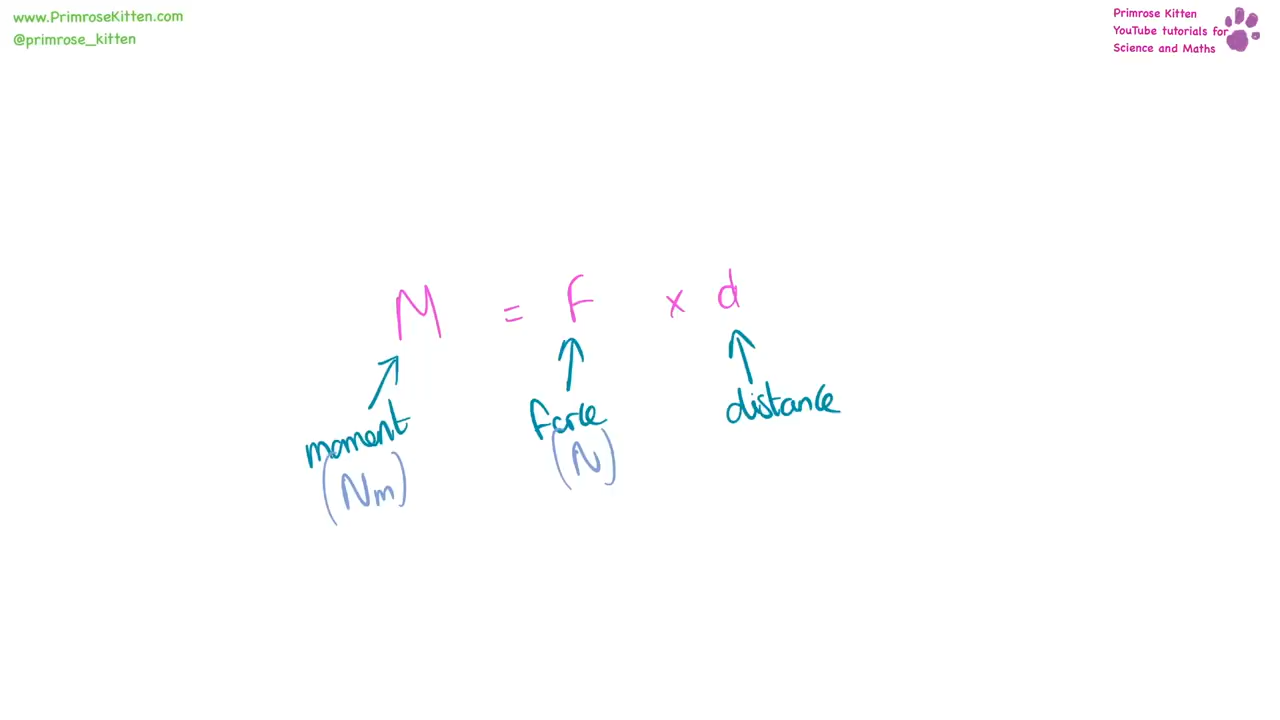 www.PrimroseKitten.com
@primrose_kitten
Primrose Kitten
YouTube tutorials for
Science and Maths
M = F x d
moment
(Nm)
Force
(N)
distance